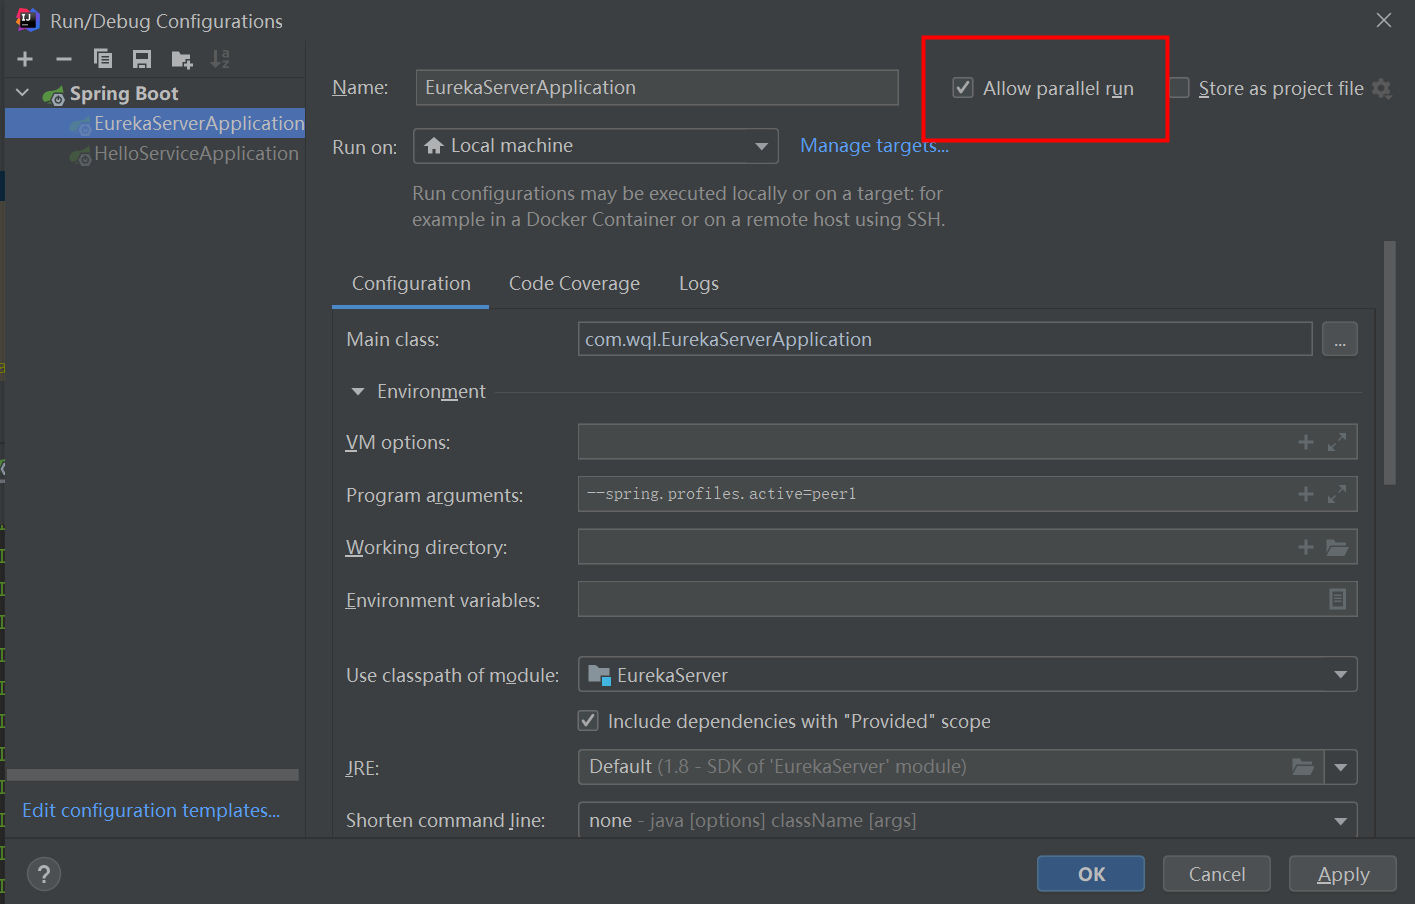 Run/Debug Configurations
Spring Boot
EurekaServerApplication
HelloServiceApplication
Edit configuration templates...
Name: EurekaServerApplication Allow parallel run Store as project file
Run on: Local machine Manage targets...
Run configurations may be executed locally or on a target: for
example in a Docker Container or on a remote host using SSH.
Configuration Code Coverage Logs
Main class: com.wql.EurekaServerApplication ...
Environment
VM options:
Program arguments: --spring.profiles.active=peer1
Working directory:
Environment variables:
Use classpath of module: EurekaServer
Include dependencies with "Provided" scope
JRE: Default (1.8 - SDK of 'EurekaServer' module)
Shorten command line: none - java [options] className [args]
? OK Cancel Apply